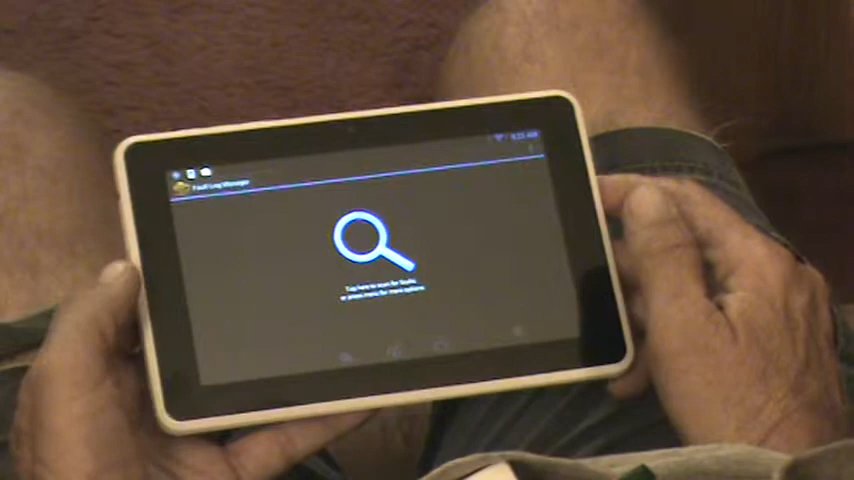 Fault Log Manager
Tap here to scan for faults
or press menu for more options